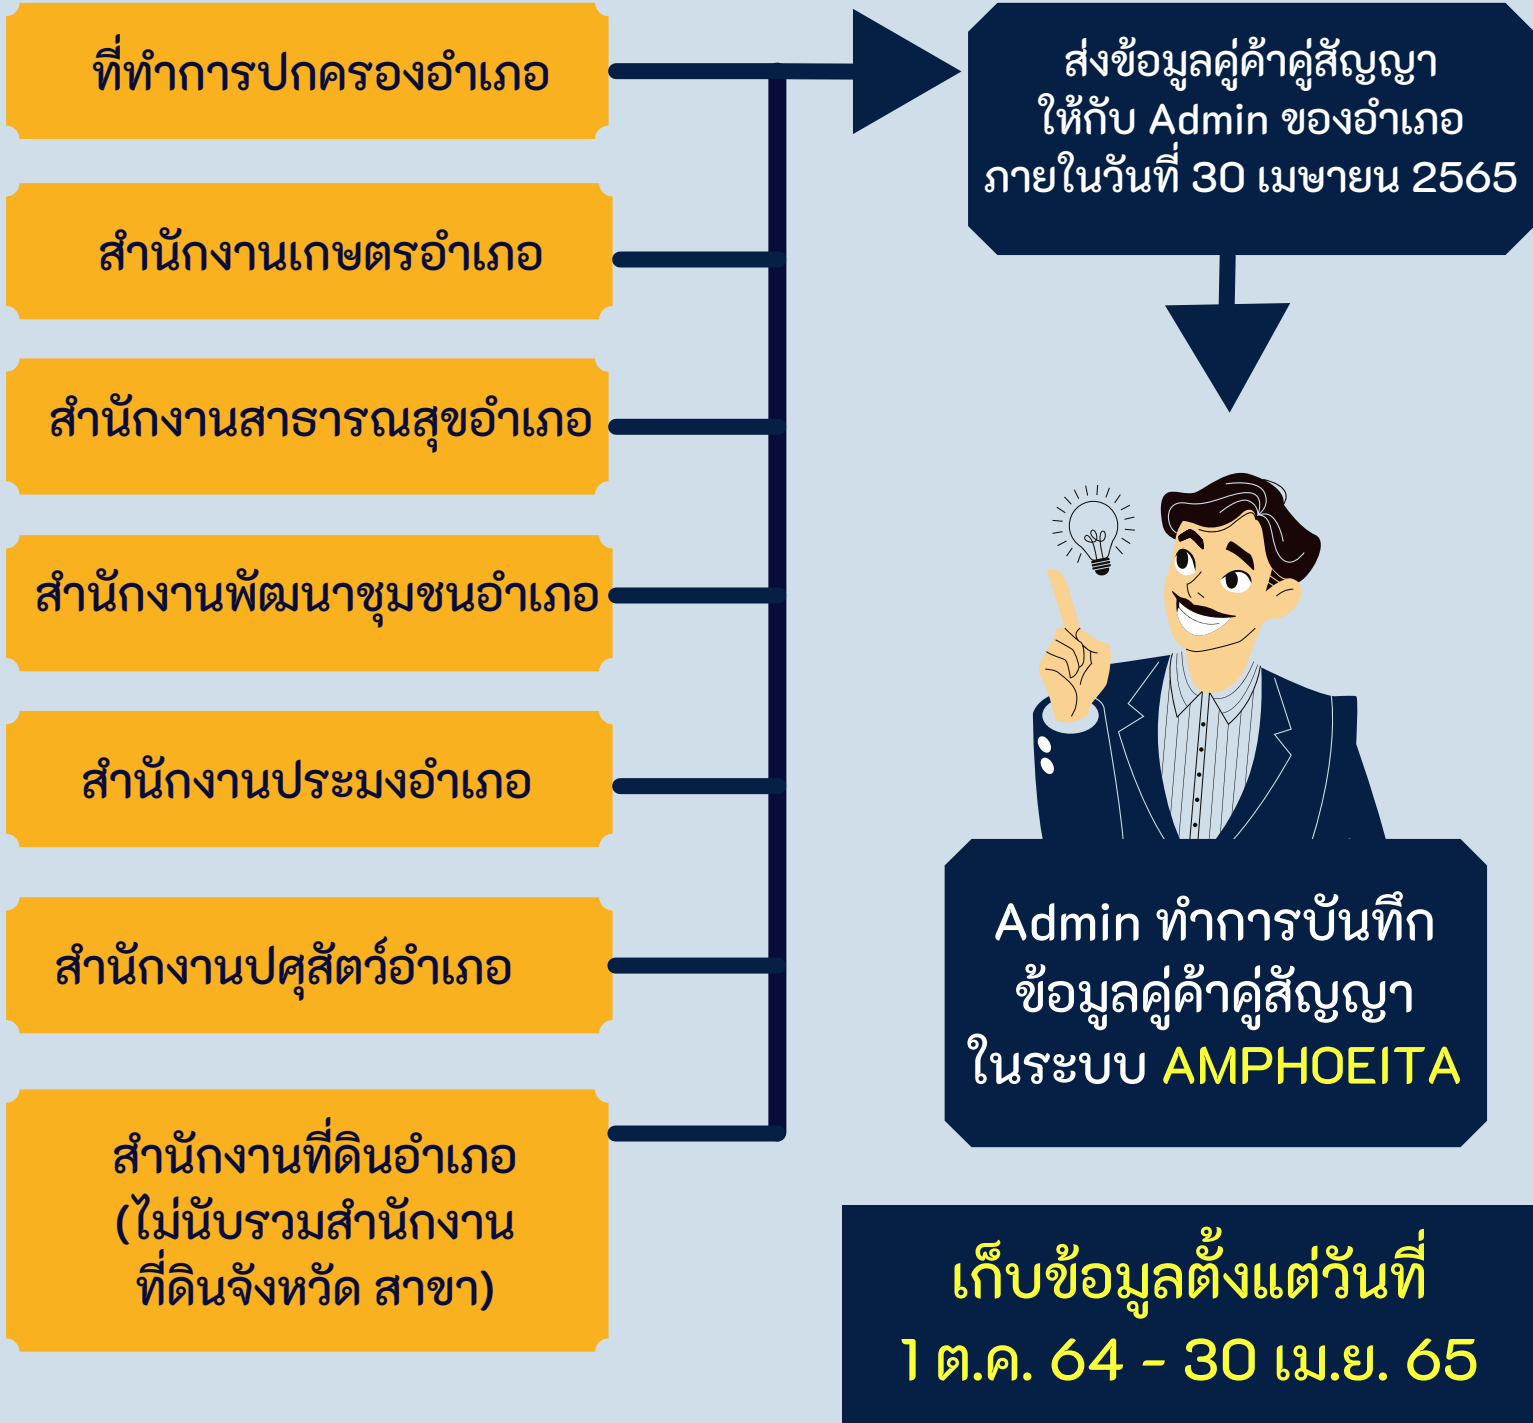 ที่ทำการปกครองอำเภอ
สำนักงานเกษตรอำเภอ
สำนักงานสาธารณสุขอำเภอ
สำนักงานพัฒนาชุมชนอำเภอ
สำนักงานประมงอำเภอ
สำนักงานปศุสัตว์อำเภอ
สำนักงานที่ดินอำเภอ
(ไม่นับรวมสำนักงาน
ที่ดินจังหวัด สาขา)
ส่งข้อมูลคู่ค้าคู่สัญญา
ให้กับ Admin ของอำเภอ
ภายในวันที่ 30 เมษายน 2565
Admin ทำการบันทึก
ข้อมูลคู่ค้าคู่สัญญา
ในระบบ AMPHOEITA
เก็บข้อมูลตั้งแต่วันที่
1 ต.ค. 64 - 30 เม.ย. 65